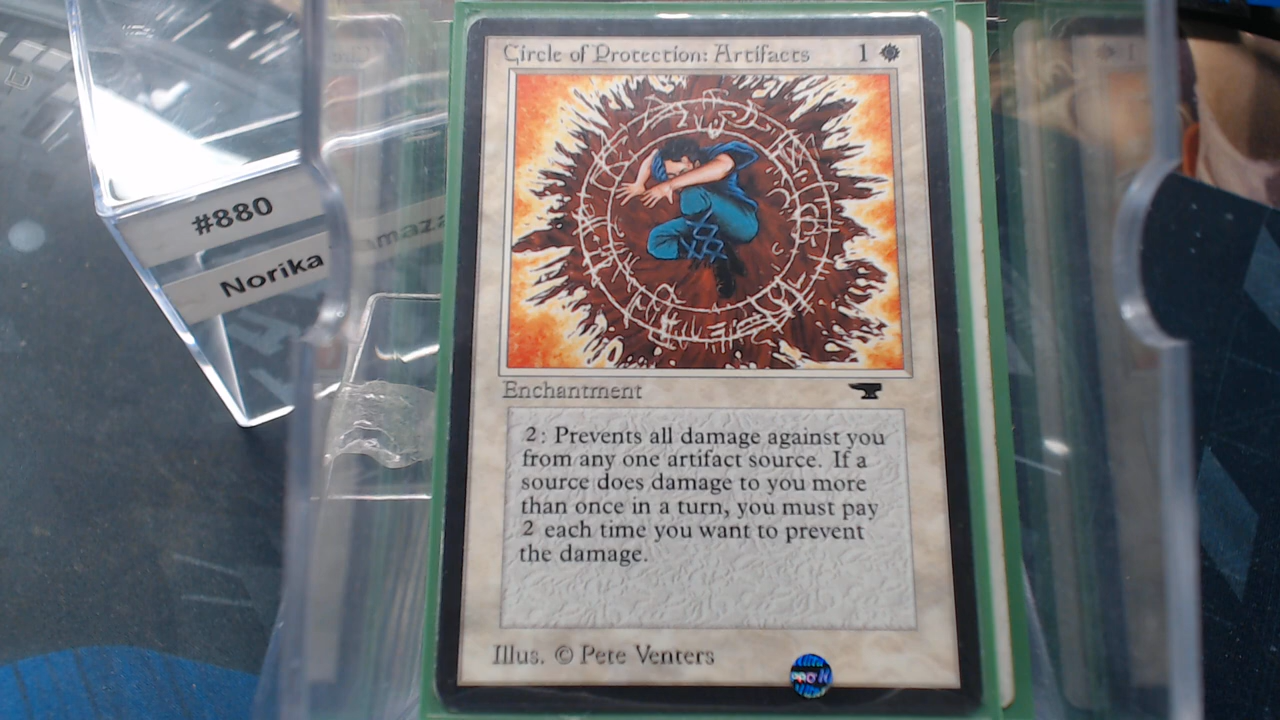 Circle of Protection: Artifacts 1
Enchantment
2: Prevents all damage against you
from any one artifact source. If a
source does damage to you more
than once in a turn, you must pay
2 each time you want to prevent
the damage.
Illus. © Pete Venters
#880
Norika
amaza